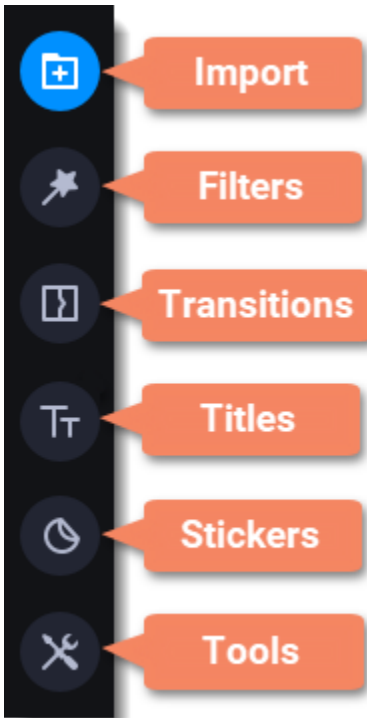 Import
Filters
Transitions
Titles
Stickers
Tools